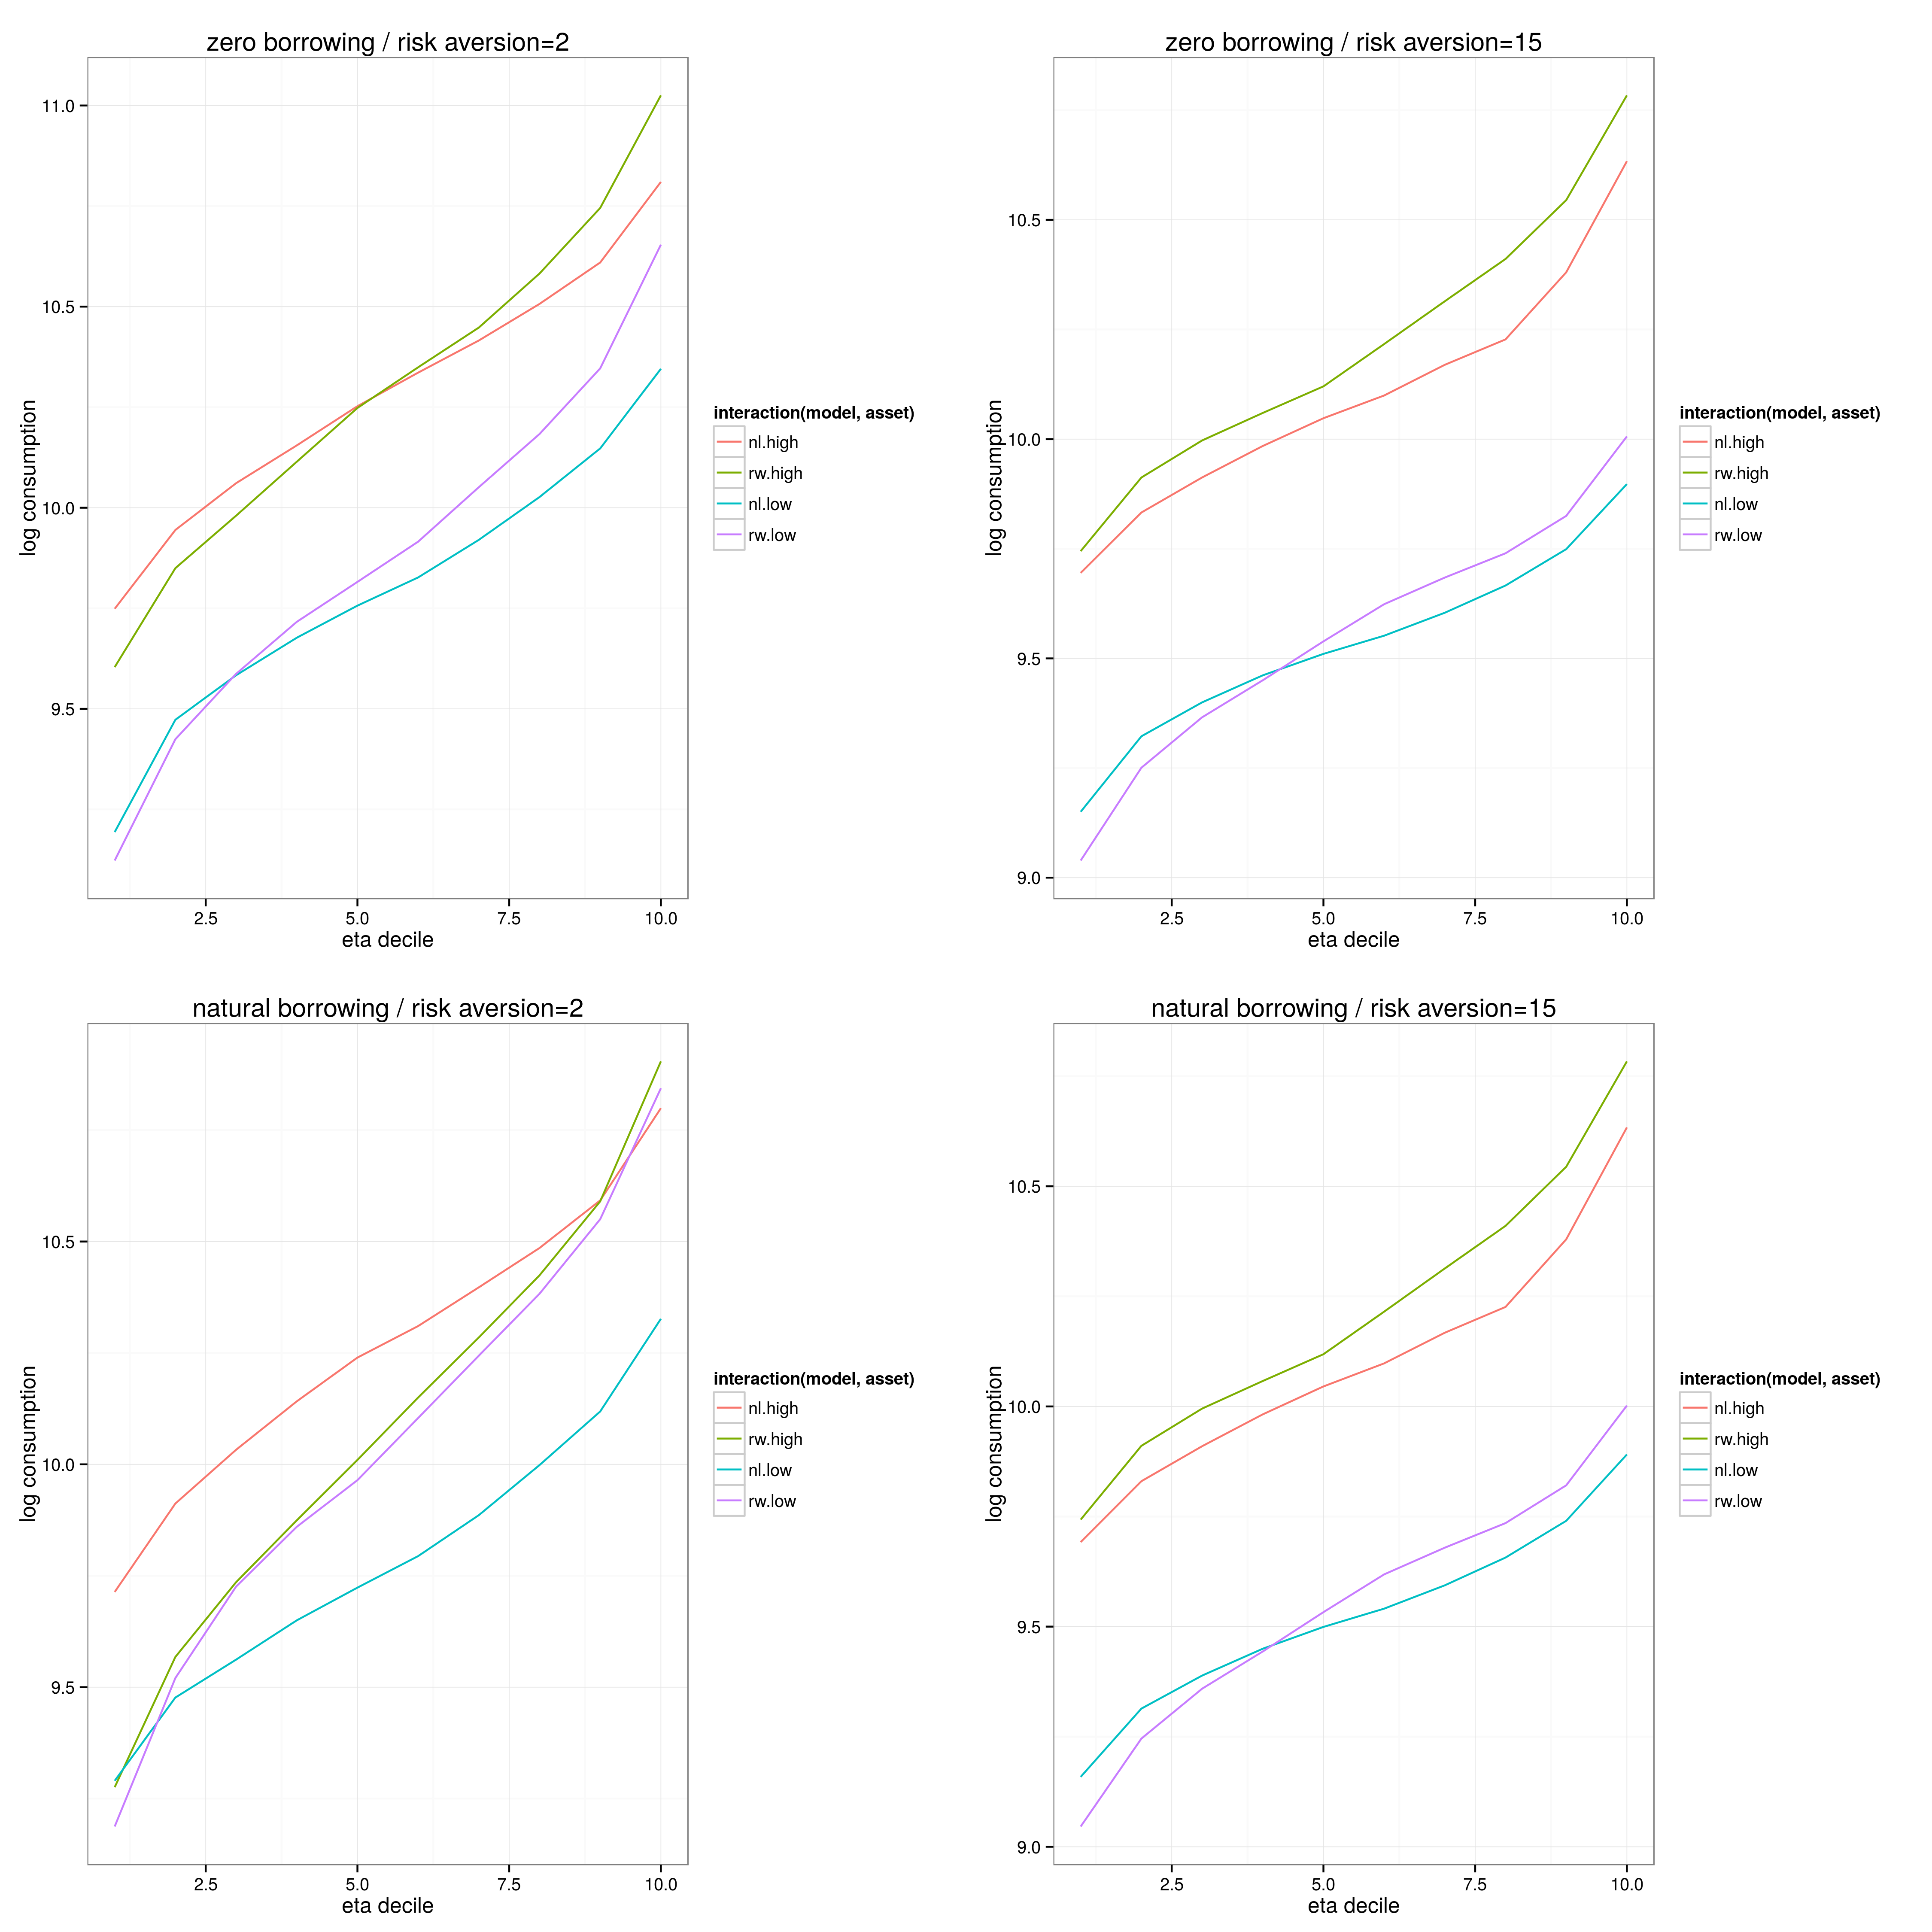 zero borrowing / risk aversion=2
11.0
10.5
10.0
9.5
log consumption
2.5 5.0 7.5 10.0
eta decile
interaction(model, asset)
nl.high
rw.high
nl.low
rw.low
zero borrowing / risk aversion=15
10.5
10.0
9.5
9.0
log consumption
2.5 5.0 7.5 10.0
eta decile
interaction(model, asset)
nl.high
rw.high
nl.low
rw.low
natural borrowing / risk aversion=2
10.5
10.0
9.5
log consumption
2.5 5.0 7.5 10.0
eta decile
interaction(model, asset)
nl.high
rw.high
nl.low
rw.low
natural borrowing / risk aversion=15
10.5
10.0
9.5
9.0
log consumption
2.5 5.0 7.5 10.0
eta decile
interaction(model, asset)
nl.high
rw.high
nl.low
rw.low